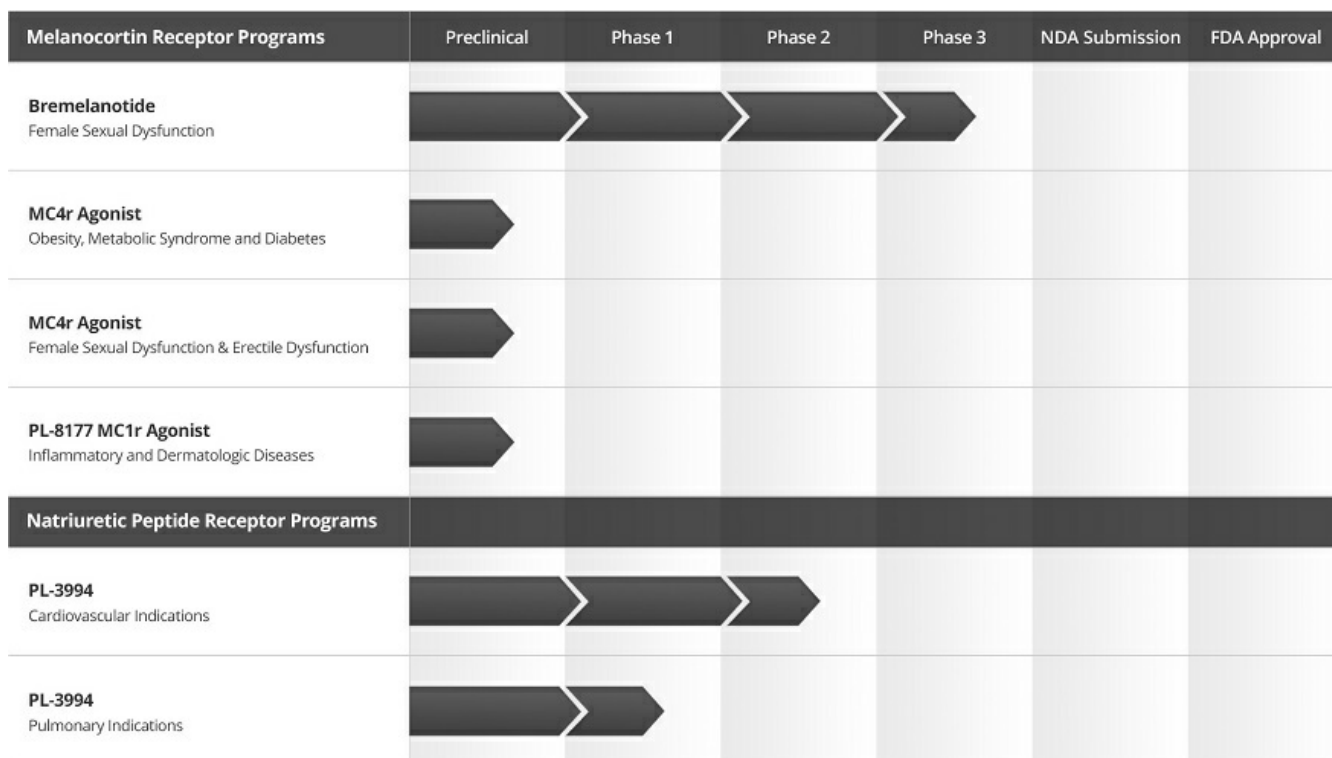 Melanocortin Receptor Programs Preclinical Phase 1 Phase 2 Phase 3 NDA Submission FDA Approval
Bremelanotide
Female Sexual Dysfunction
MC4r Agonist
Obesity, Metabolic Syndrome and Diabetes
MC4r Agonist
Female Sexual Dysfunction & Erectile Dysfunction
PL-8177 MC1r Agonist
Inflammatory and Dermatologic Diseases
Natriuretic Peptide Receptor Programs
PL-3994
Cardiovascular Indications
PL-3994
Pulmonary Indications